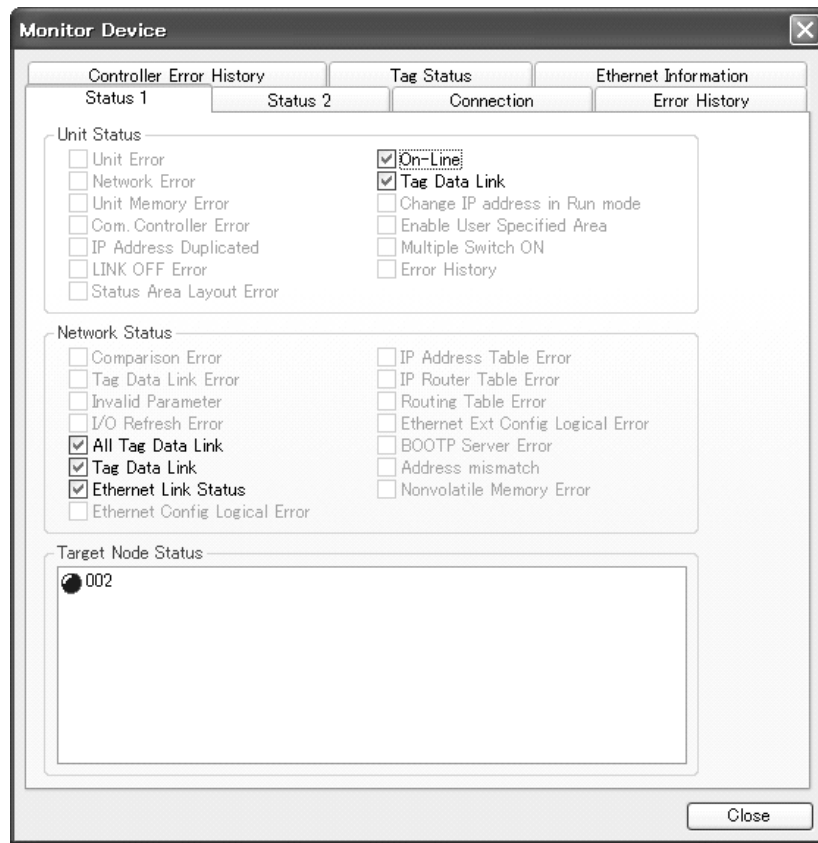 Monitor Device
Controller Error History Tag Status Ethernet Information
Status 1 Status 2 Connection Error History
Unit Status
Unit Error
Network Error
Unit Memory Error
Com. Controller Error
IP Address Duplicated
LINK OFF Error
Status Area Layout Error
On-Line
Tag Data Link
Change IP address in Run mode
Enable User Specified Area
Multiple Switch ON
Error History
Network Status
Comparison Error
Tag Data Link Error
Invalid Parameter
I/O Refresh Error
All Tag Data Link
Tag Data Link
Ethernet Link Status
Ethernet Config Logical Error
IP Address Table Error
IP Router Table Error
Routing Table Error
Ethernet Ext Config Logical Error
BOOTP Server Error
Address mismatch
Nonvolatile Memory Error
Target Node Status
002
Close